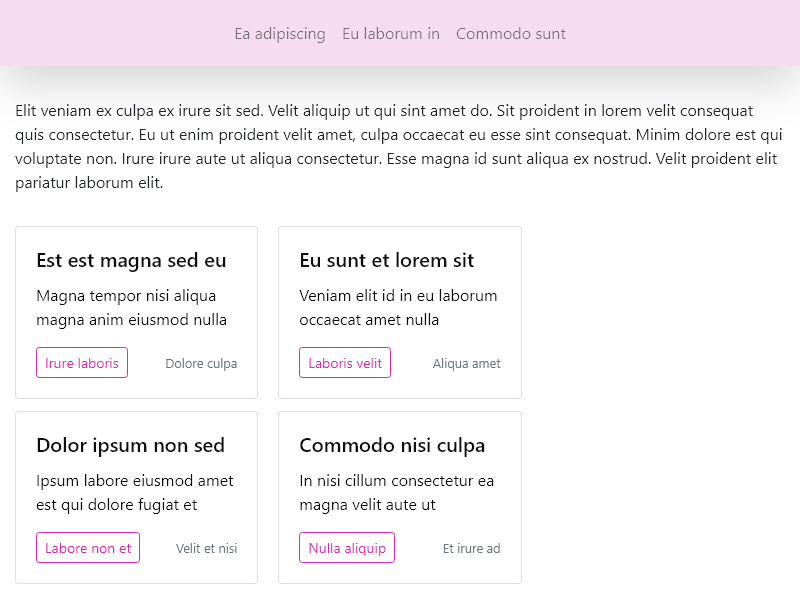 Ea adipiscing Eu laborum in Commodo sunt
Elit veniam ex culpa ex irure sit sed. Velit aliquip ut qui sint amet do. Sit proident in lorem velit consequat
quis consectetur. Eu ut enim proident velit amet, culpa occaecat eu esse sint consequat. Minim dolore est qui
voluptate non. Irure irure aute ut aliqua consectetur. Esse magna id sunt aliqua ex nostrud. Velit proident elit
pariatur laborum elit.
Est est magna sed eu
Magna tempor nisi aliqua
magna anim eiusmod nulla
Irure laboris Dolore culpa
Eu sunt et lorem sit
Veniam elit id in eu laborum
occaecat amet nulla
Laboris velit Aliqua amet
Dolor ipsum non sed
Ipsum labore eiusmod amet
est qui dolore fugiat et
Labore non et Velit et nisi
Commodo nisi culpa
In nisi cillum consectetur ea
magna velit aute ut
Nulla aliquip Et irure ad